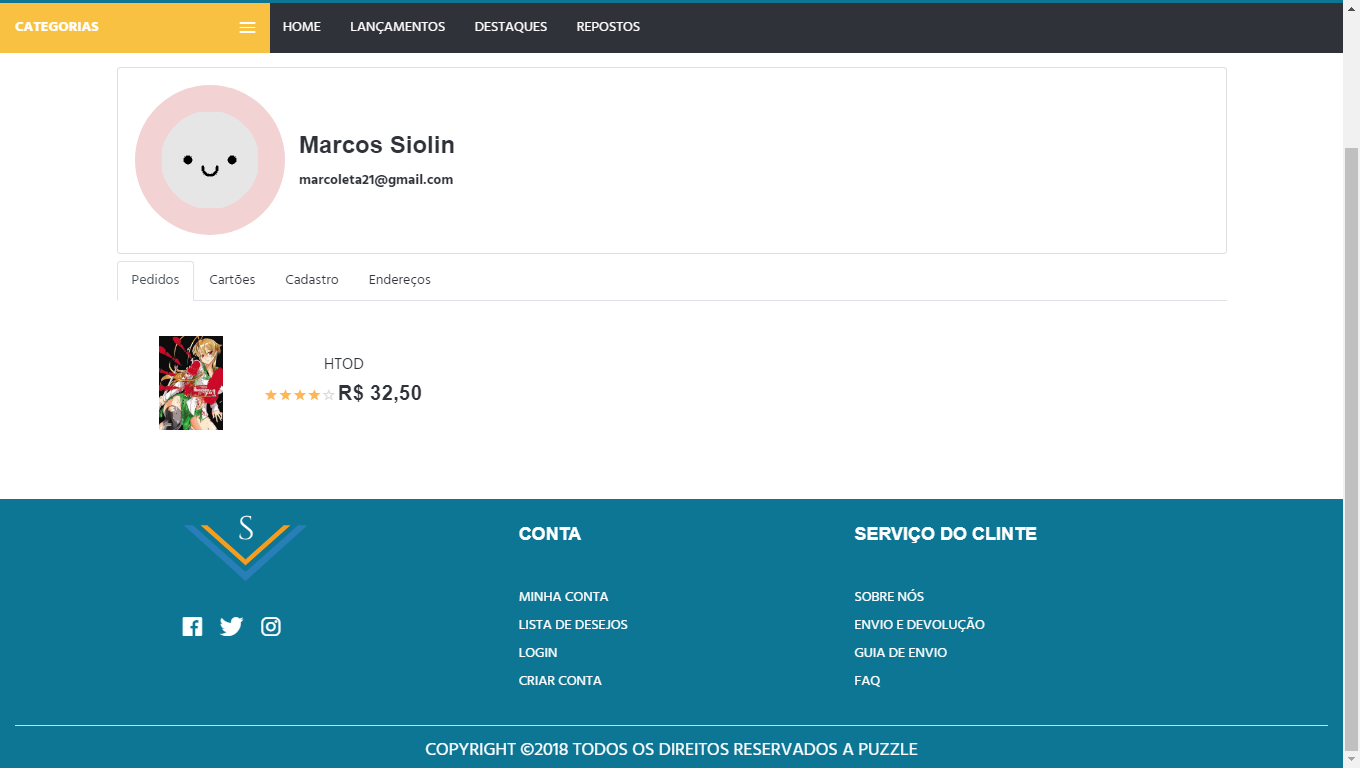 CATEGORIAS HOME LANÇAMENTOS DESTAQUES REPOSTOS
Marcos Siolin
marcoleta21@gmail.com
Pedidos Cartões Cadastro Endereços
HTOD
R$ 32,50
S
CONTA
MINHA CONTA
LISTA DE DESEJOS
LOGIN
CRIAR CONTA
SERVIÇO DO CLINTE
SOBRE NÓS
ENVIO E DEVOLUÇÃO
GUIA DE ENVIO
FAQ
COPYRIGHT ©2018 TODOS OS DIREITOS RESERVADOS A PUZZLE